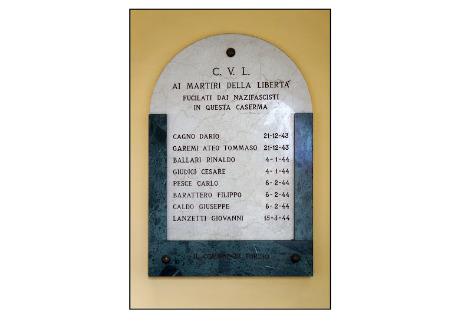 C. V. L.
AI MARTIRI DELLA LIBERTA'
FUCILATI DAI NAZIFASCISTI
IN QUESTA CASERMA
CAGNO DARIO 21-12-43
GAREMI ATEO TOMMASO 21-12-43
BALLARI RINALDO 4-1-44
GIUDICI CESARE 4-1-44
PESCE CARLO 6-2-44
BARATTERO FILIPPO 6-2-44
CALDO GIUSEPPE 6-2-44
LANZETTI GIOVANNI 15-3-44
IL